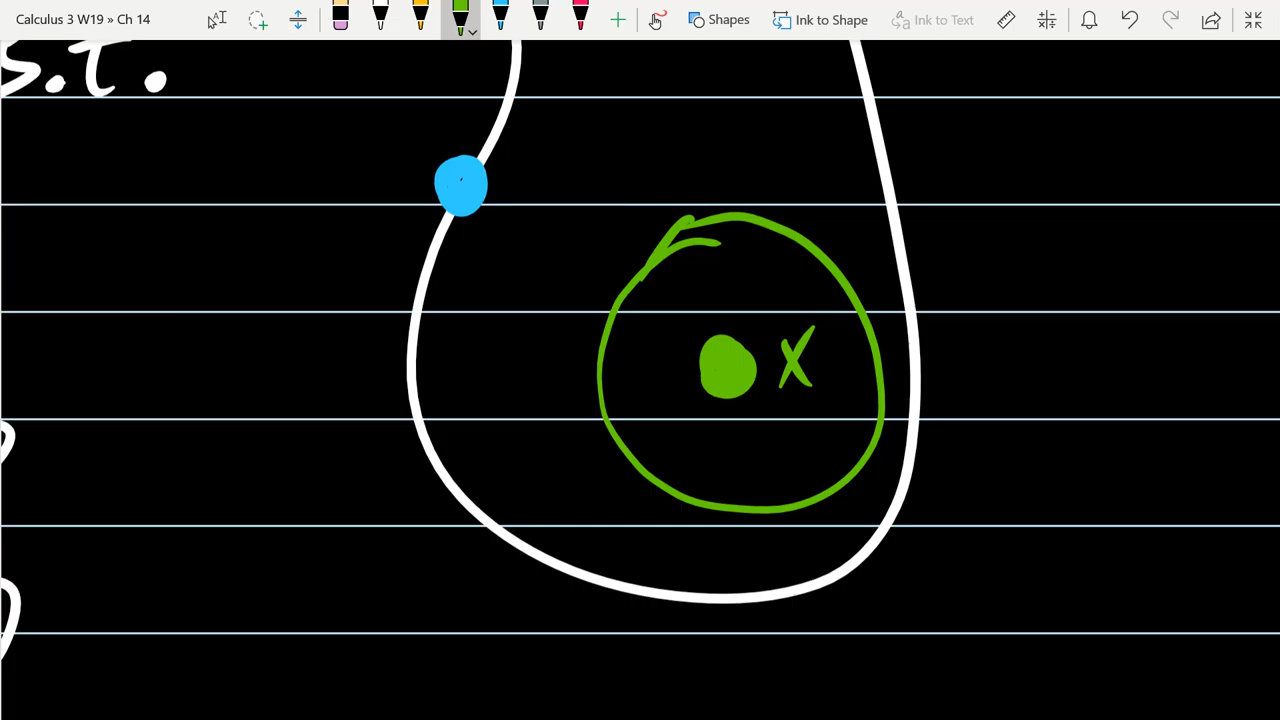 Calculus 3 W19 » Ch 14
Shapes
Ink to Shape
Ink to Text
s.t.
x